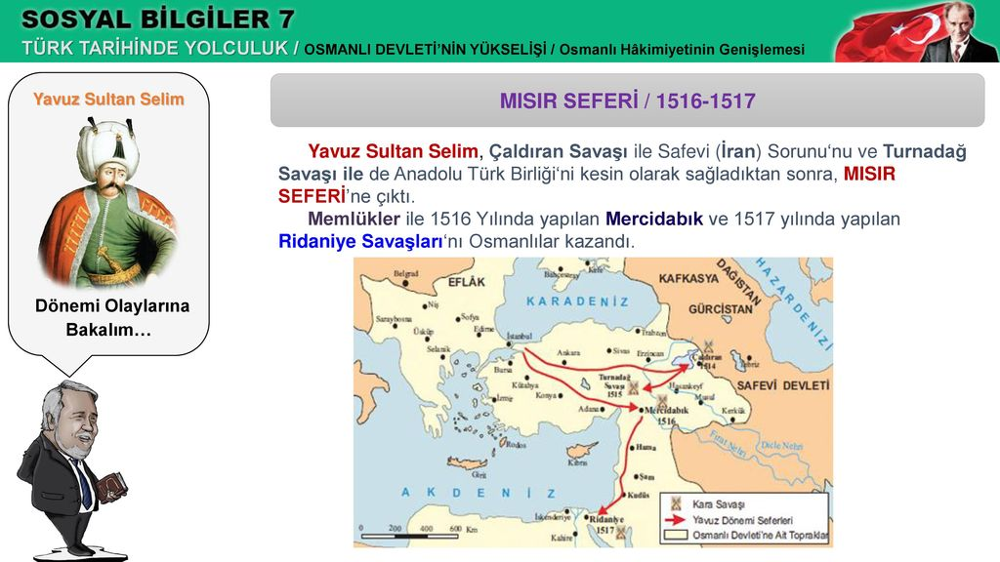 SOSYAL BİLGİLER 7
TÜRK TARİHİNDE YOLCULUK / OSMANLI DEVLETİ’NİN YÜKSELİŞİ / Osmanlı Hâkimiyetinin Genişlemesi
Yavuz Sultan Selim
Dönemi Olaylarına
Bakalım…
MISIR SEFERİ / 1516-1517
Yavuz Sultan Selim, Çaldıran Savaşı ile Safevi (İran) Sorunu‘nu ve Turnadağ
Savaşı ile de Anadolu Türk Birliği‘ni kesin olarak sağladıktan sonra, MISIR
SEFERİ’ne çıktı.
Memlükler ile 1516 Yılında yapılan Mercidabık ve 1517 yılında yapılan
Ridaniye Savaşları‘nı Osmanlılar kazandı.
Belgrad
EFLÂK
Bahçesaray
Kefe
KAFKASYA
DAĞISTAN
HAZAR DENİZİ
KARADENİZ
GÜRCİSTAN
Niş
Saraybosna
Sofya
Üsküp
Edirne
İstanbul
Trabzon
Selanik
Ankara
Sivas
Erzincan
Çaldıran
1514
Tebriz
Bursa
Kütahya
Turnadağ
Savaşı
1515
Hasankeyf
SAFEVİ DEVLETİ
İzmir
Konya
Adana
Mercidabık
1516
Musul
Kerkük
Rodos
Kıbrıs
Hama
Fırat Nehri
Dicle Nehri
Girit
Şam
AKDENİZ
Kudüs
İskenderiye
Ridaniye
1517
Kahire
0 200 400 600 Km
Kara Savaşı
Yavuz Dönemi Seferleri
Osmanlı Devleti’ne Ait Topraklar